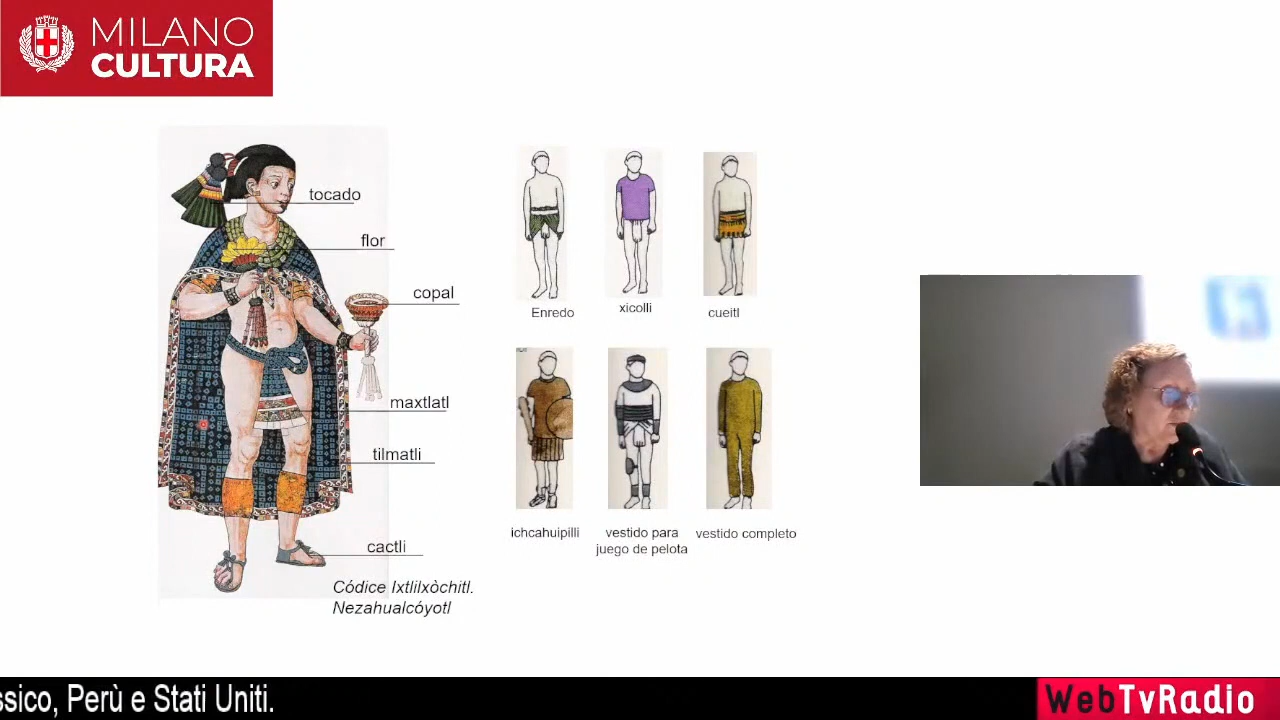 MILANO
CULTURA
tocado
flor
copal
maxtlatl
tilmatli
cactli
Códice Ixtlilxòchitl.
Nezahualcóyotl
Enredo
xicolli
cueitl
ichcahuipilli
vestido para
juego de pelota
vestido completo
ssico, Perù e Stati Uniti.
WebTvRadio